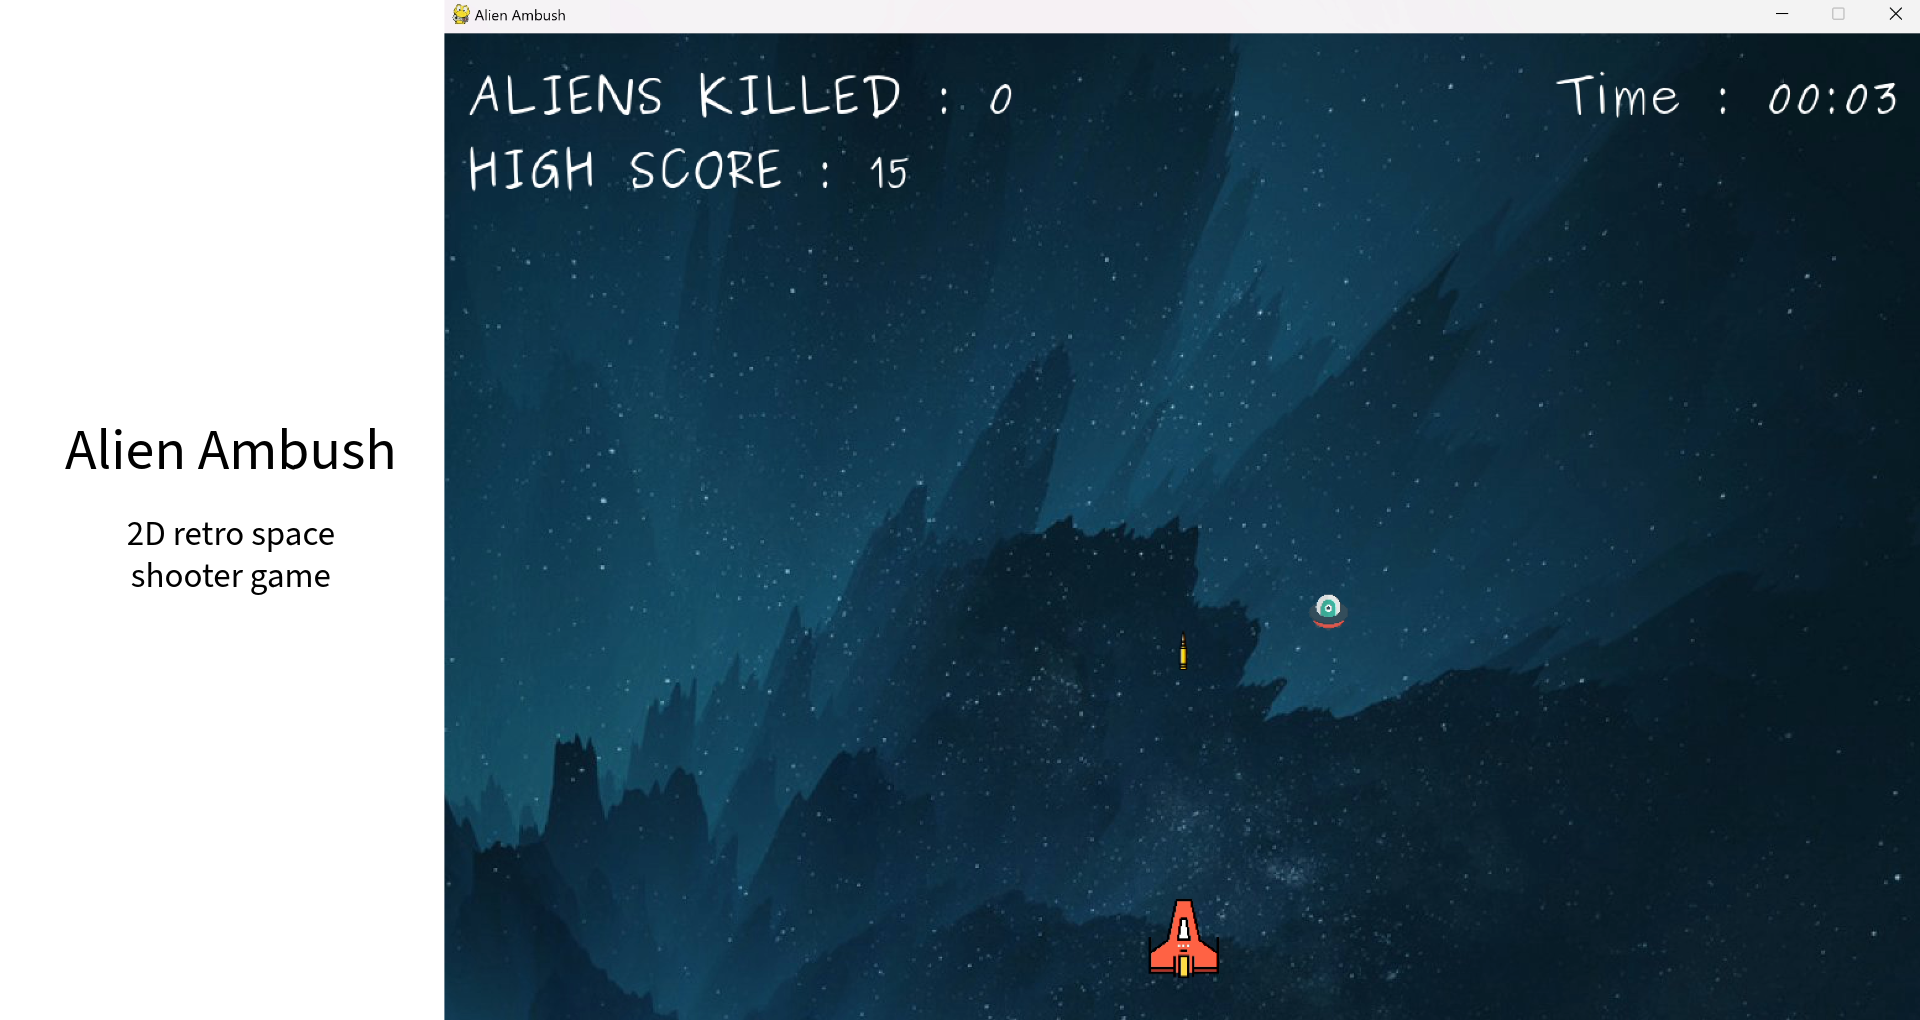 Alien Ambush
ALIENS KILLED : 0
Time : 00:03
HIGH SCORE : 15
Alien Ambush
2D retro space
shooter game